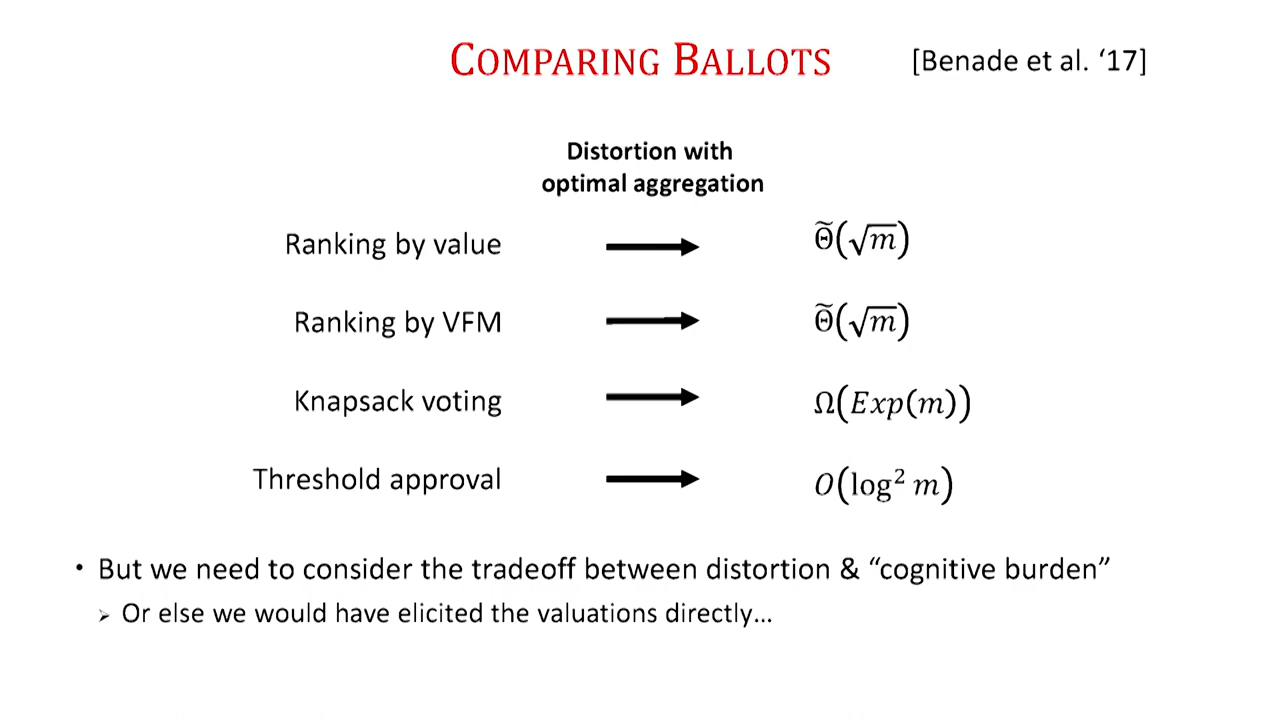 COMPARING BALLOTS [Benade et al. ‘17]
Distortion with
optimal aggregation
Ranking by value Θ̃(√m)
Ranking by VFM Θ̃(√m)
Knapsack voting Ω(Exp(m))
Threshold approval O(log² m)
• But we need to consider the tradeoff between distortion & “cognitive burden”
➢ Or else we would have elicited the valuations directly...